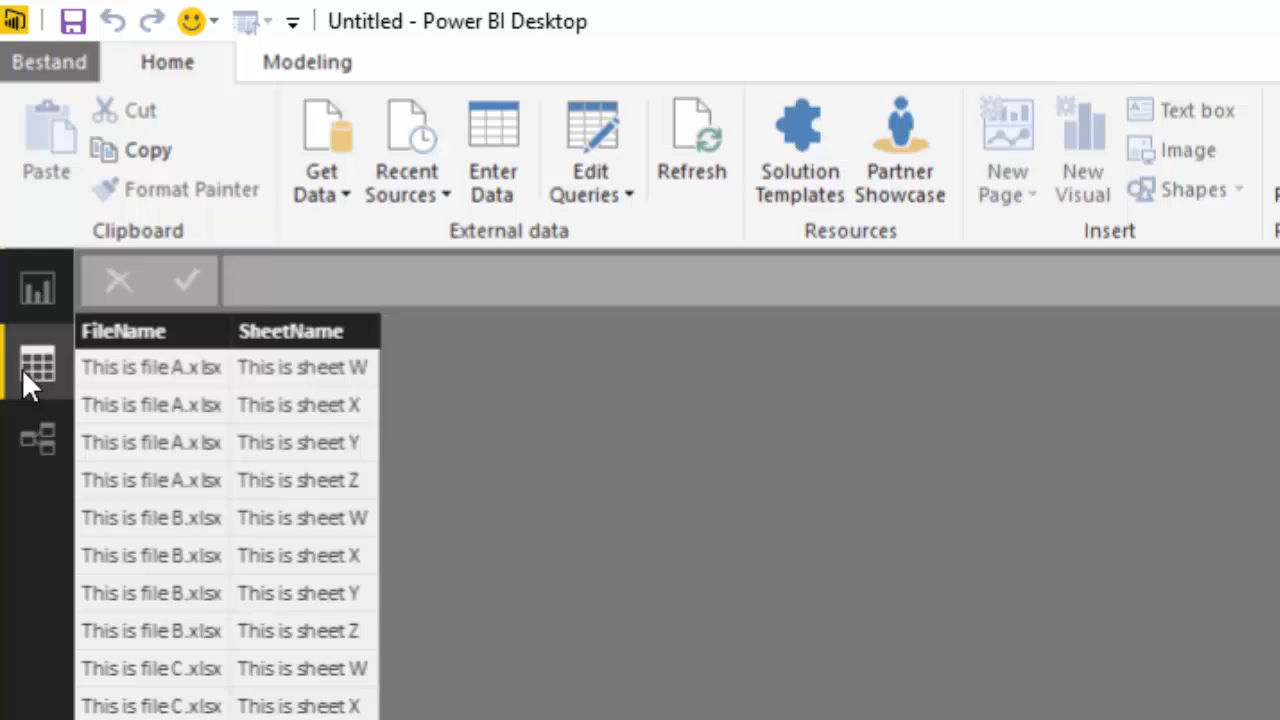 Untitled - Power BI Desktop
Bestand Home Modeling
Paste
Cut
Copy
Format Painter
Clipboard
Get Data
Recent Sources
Enter Data
Edit Queries
Refresh
External data
Solution Templates
Partner Showcase
Resources
New Page
New Visual
Text box
Image
Shapes
Insert
FileName SheetName
This is file A.xlsx This is sheet W
This is file A.xlsx This is sheet X
This is file A.xlsx This is sheet Y
This is file A.xlsx This is sheet Z
This is file B.xlsx This is sheet W
This is file B.xlsx This is sheet X
This is file B.xlsx This is sheet Y
This is file B.xlsx This is sheet Z
This is file C.xlsx This is sheet W
This is file C.xlsx This is sheet X